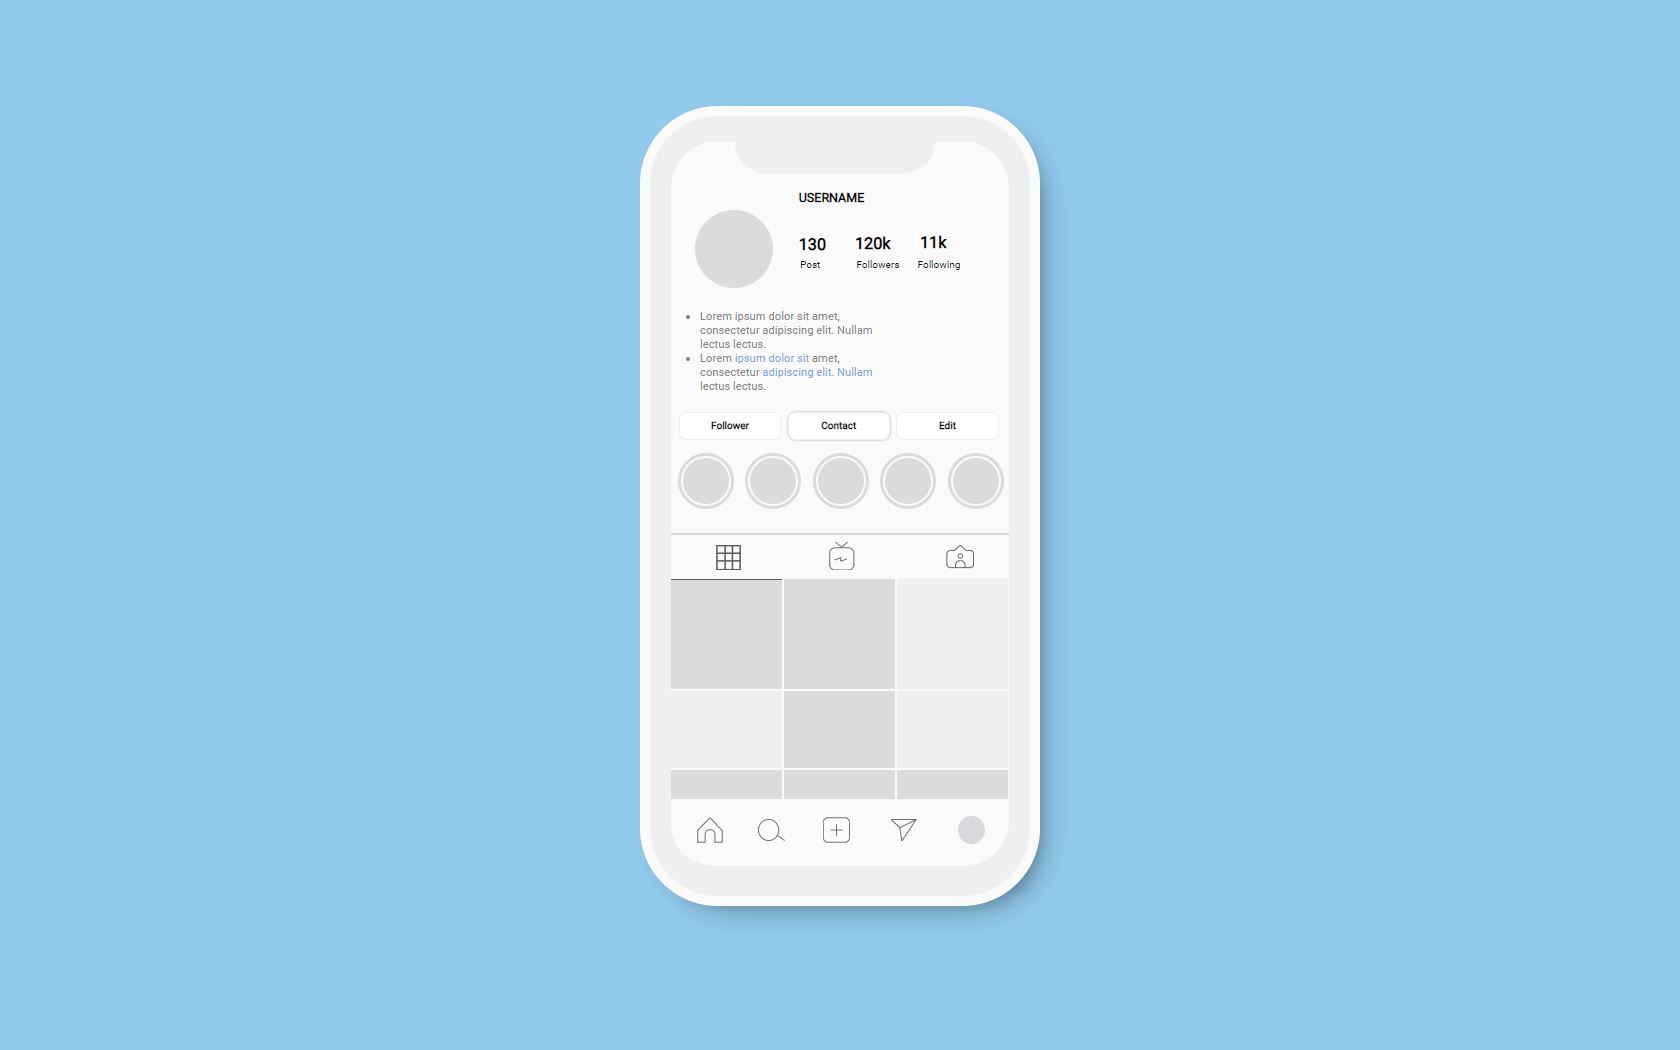 USERNAME
130 120k 11k
Post Followers Following
Lorem ipsum dolor sit amet,
consectetur adipiscing elit. Nullam
lectus lectus.
Lorem ipsum dolor sit amet,
consectetur adipiscing elit. Nullam
lectus lectus.
Follower Contact Edit